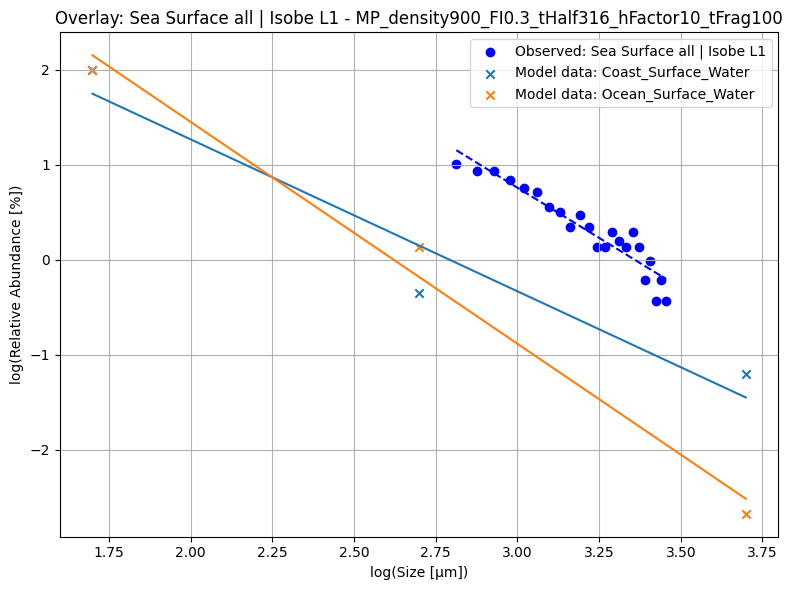 Overlay: Sea Surface all | Isobe L1 - MP_density900_FI0.3_tHalf316_hFactor10_tFrag100
Observed: Sea Surface all | Isobe L1
Model data: Coast_Surface_Water
Model data: Ocean_Surface_Water
log(Relative Abundance [%])
2
1
0
−1
−2
1.75
2.00
2.25
2.50
2.75
3.00
3.25
3.50
3.75
log(Size [µm])